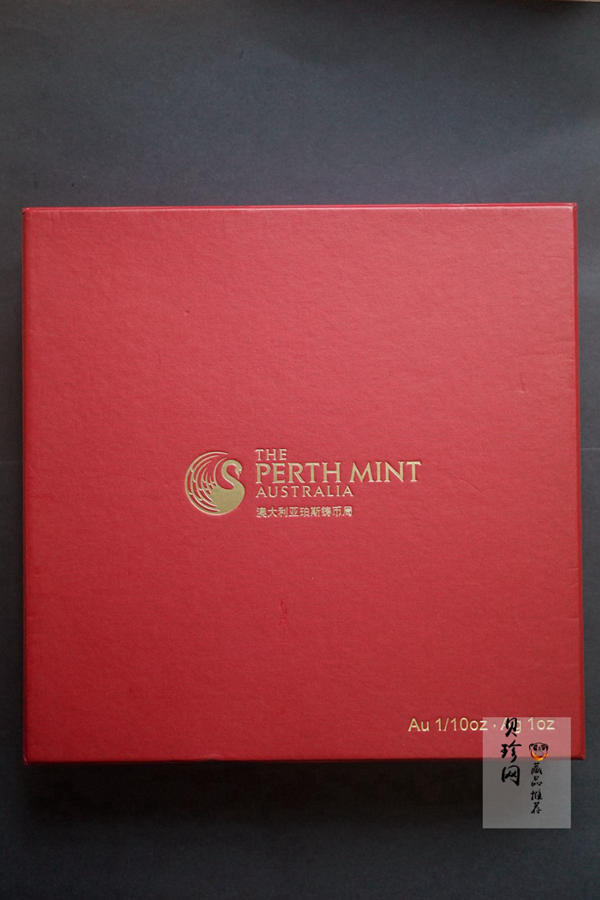 THE
PERTH MINT
AUSTRALIA
澳大利亚珀斯铸币局
Au 1/10oz · Ag 1oz
贝珍网
藏品推荐